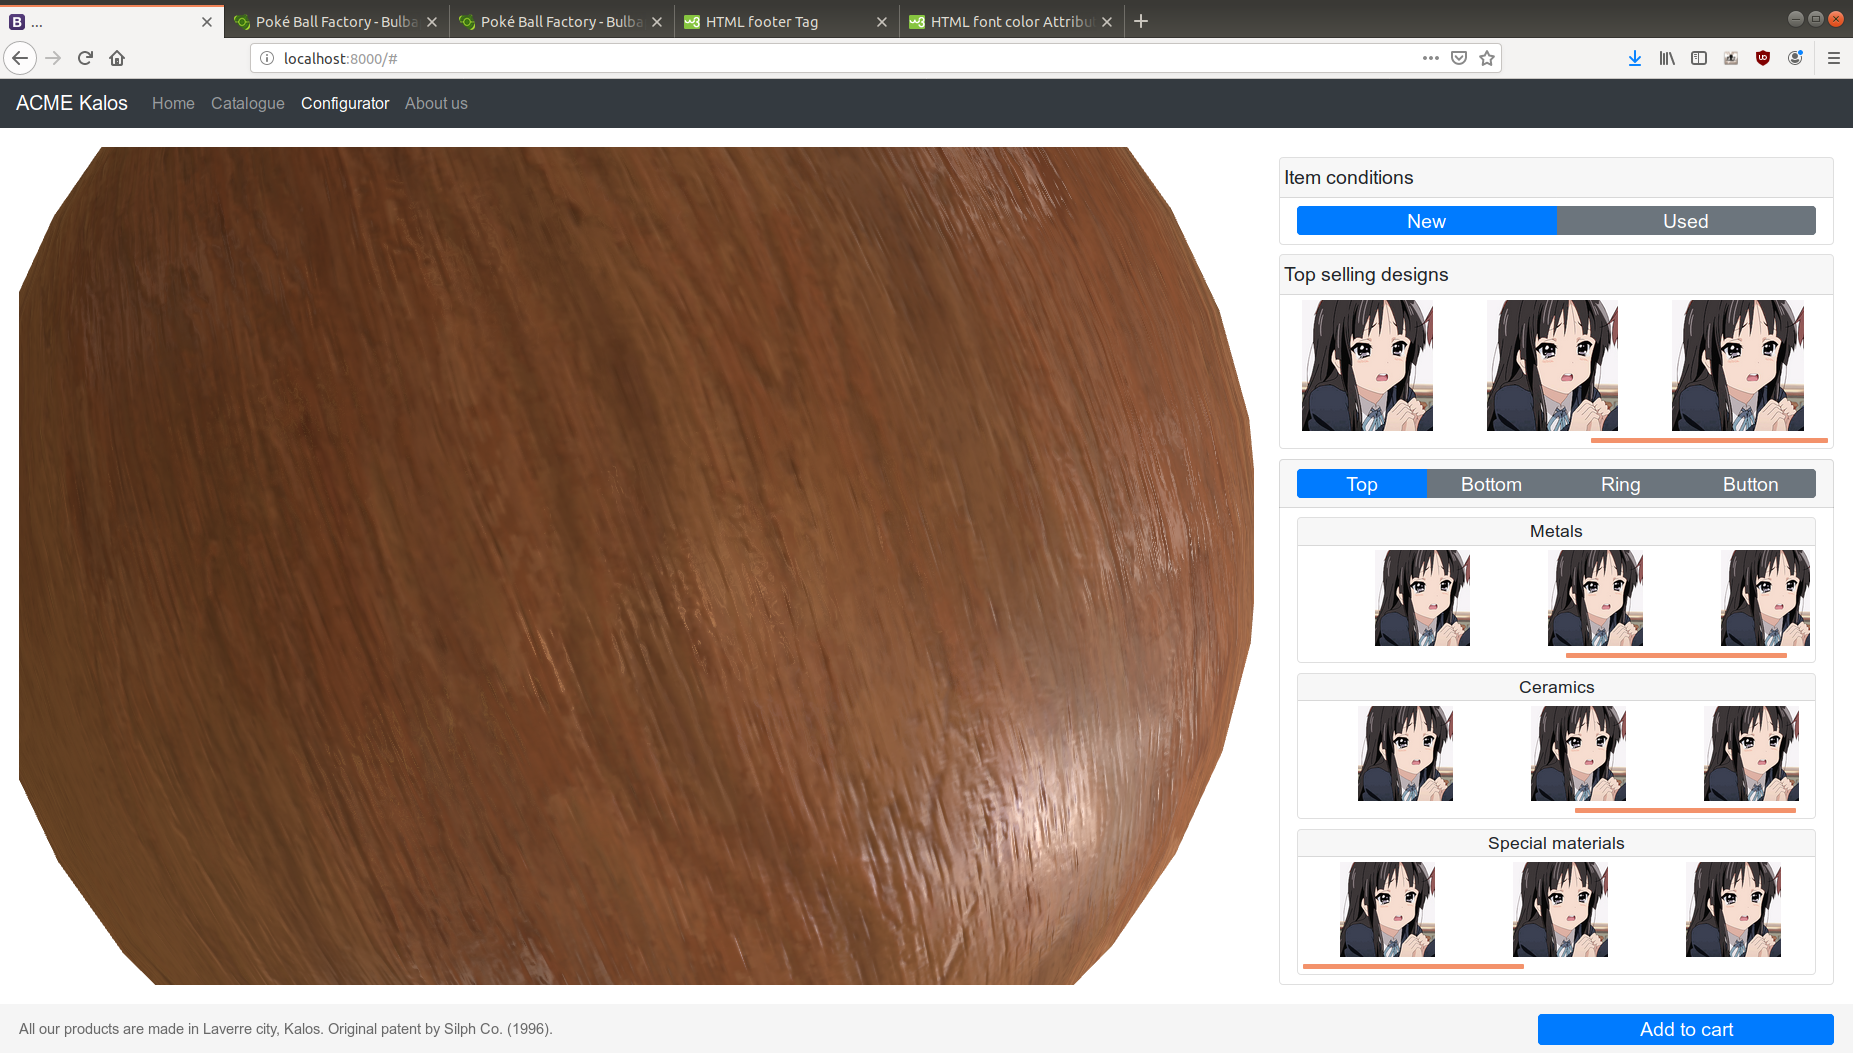 ...
Poké Ball Factory - Bulba
Poké Ball Factory - Bulba
HTML footer Tag
HTML font color Attribu
localhost:8000/#
ACME Kalos Home Catalogue Configurator About us
Item conditions
New Used
Top selling designs
Top Bottom Ring Button
Metals
Ceramics
Special materials
All our products are made in Laverre city, Kalos. Original patent by Silph Co. (1996).
Add to cart